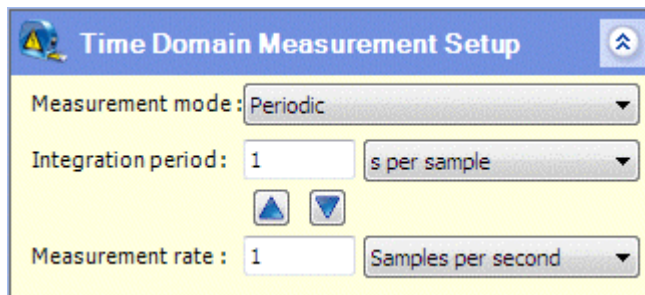 Time Domain Measurement Setup
Measurement mode: Periodic
Integration period: 1 s per sample
Measurement rate : 1 Samples per second